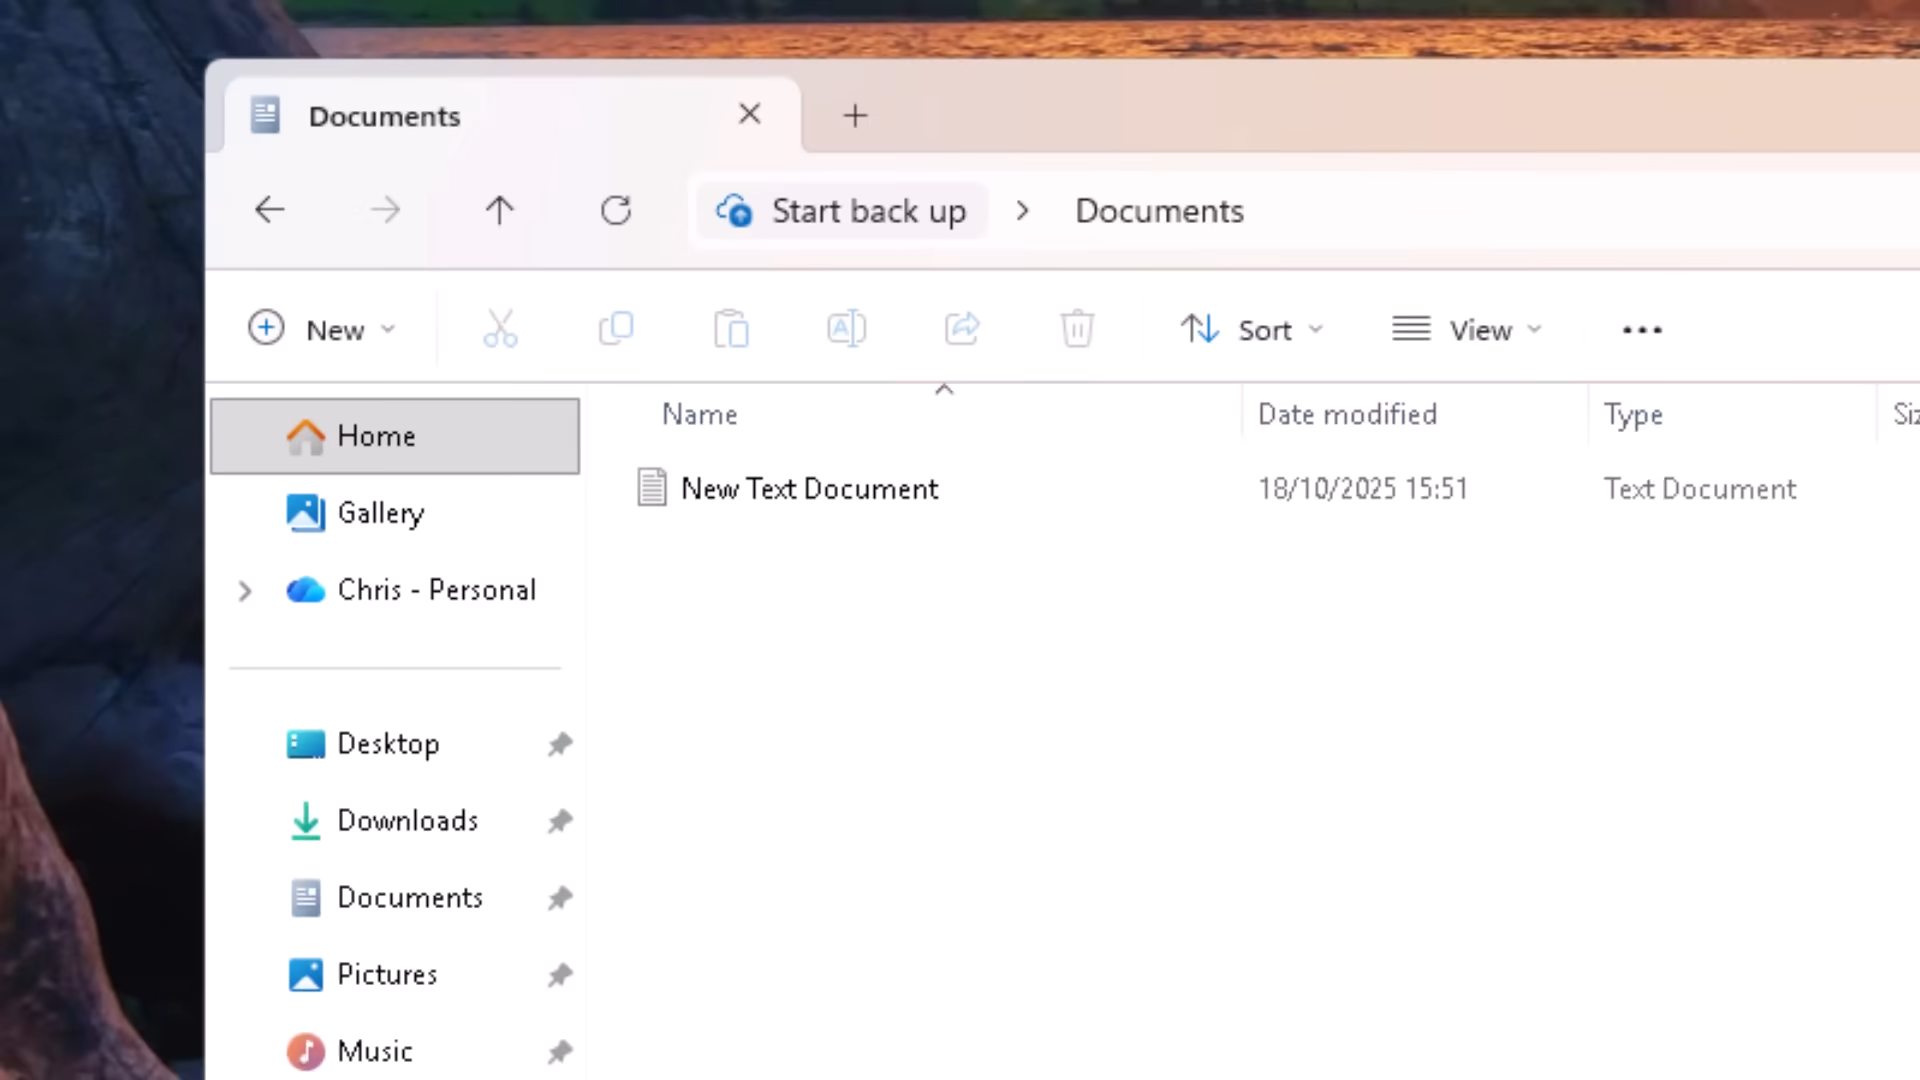 Documents
Start back up > Documents
New Sort View
Name Date modified Type
New Text Document 18/10/2025 15:51 Text Document
Home
Gallery
Chris - Personal
Desktop
Downloads
Documents
Pictures
Music